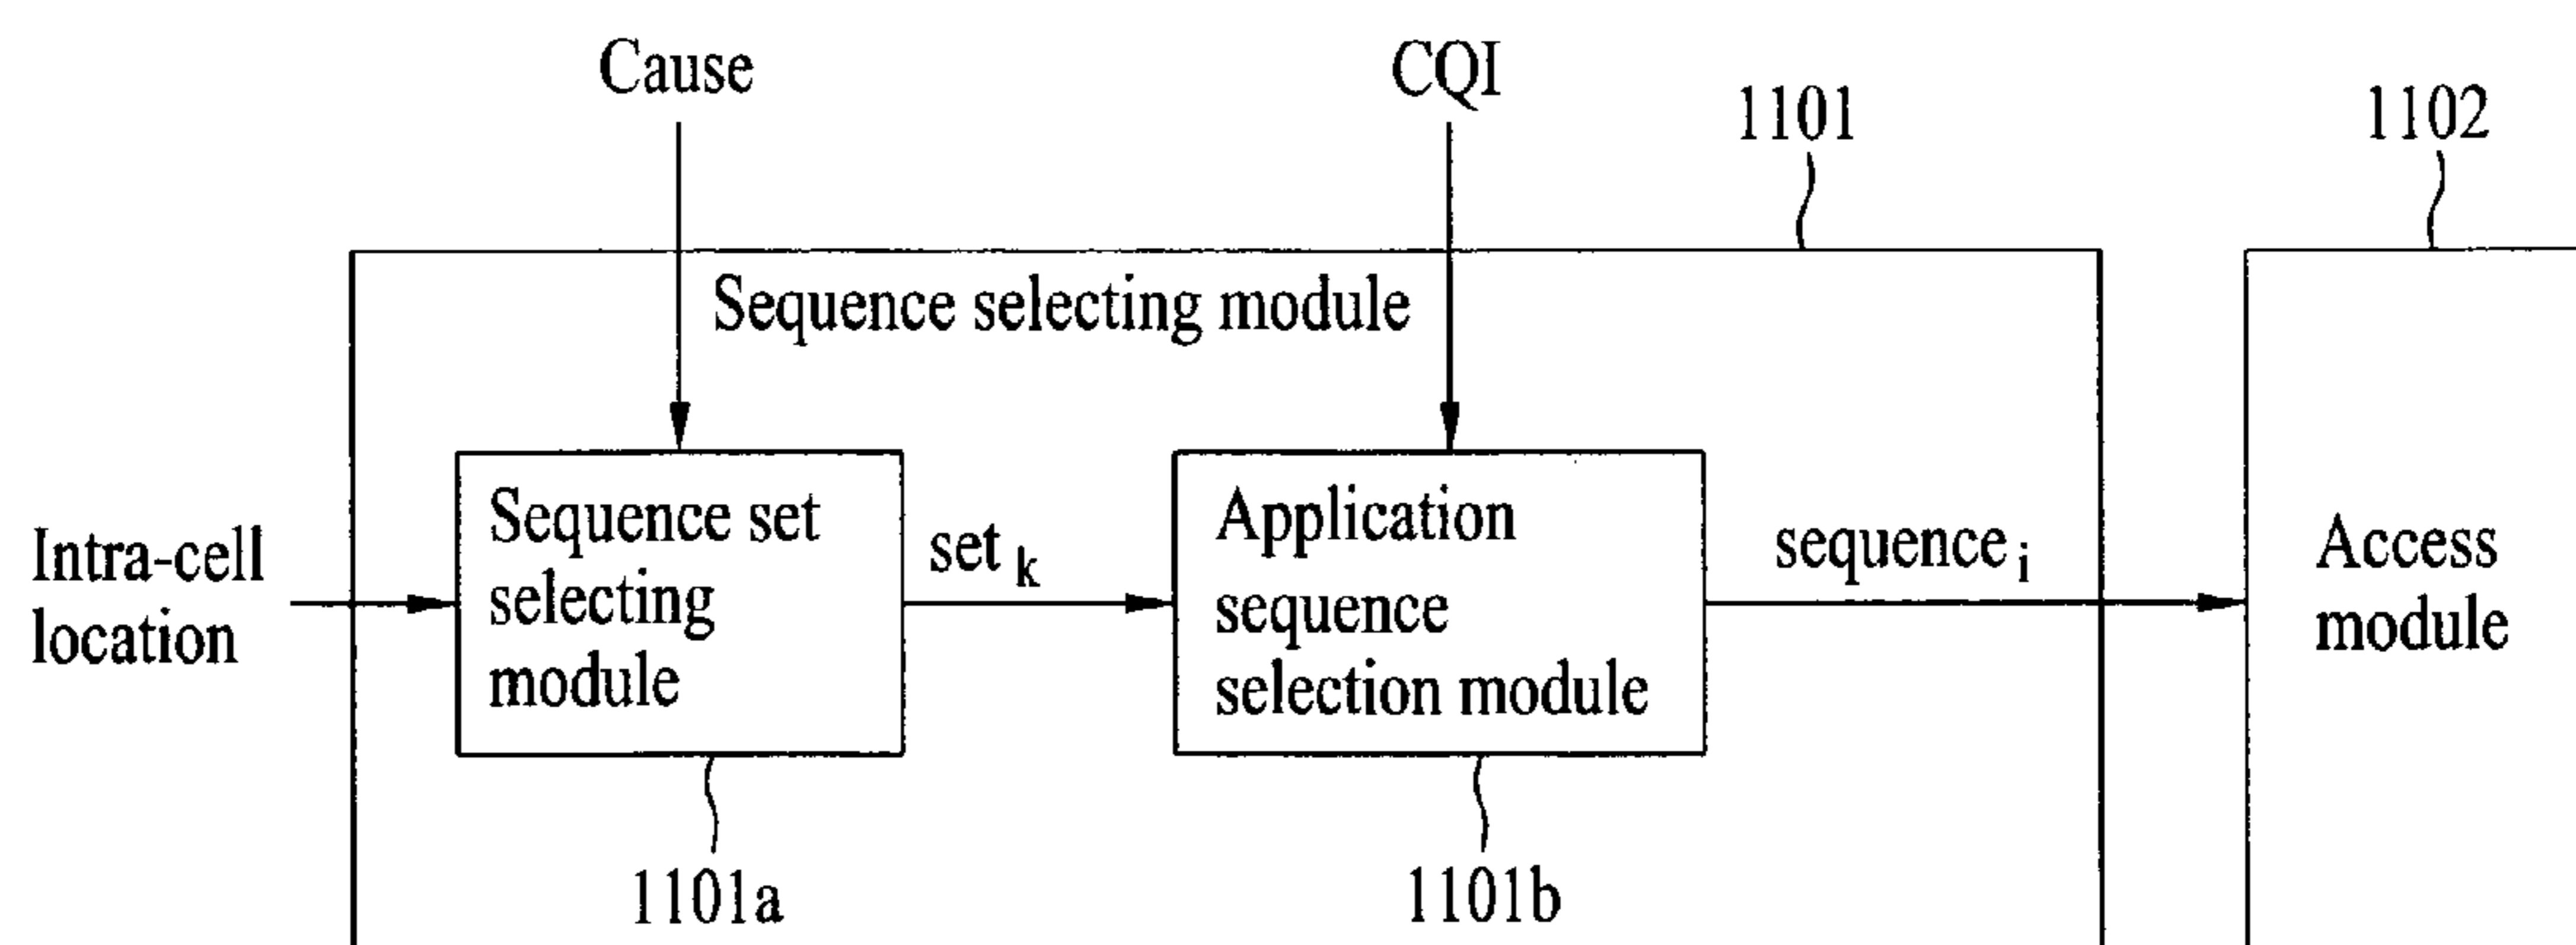 Cause
CQI
1101
1102
Sequence selecting module
Intra-cell
location
Sequence set
selecting
module
set k
Application
sequence
selection module
sequence i
Access
module
1101a
1101b